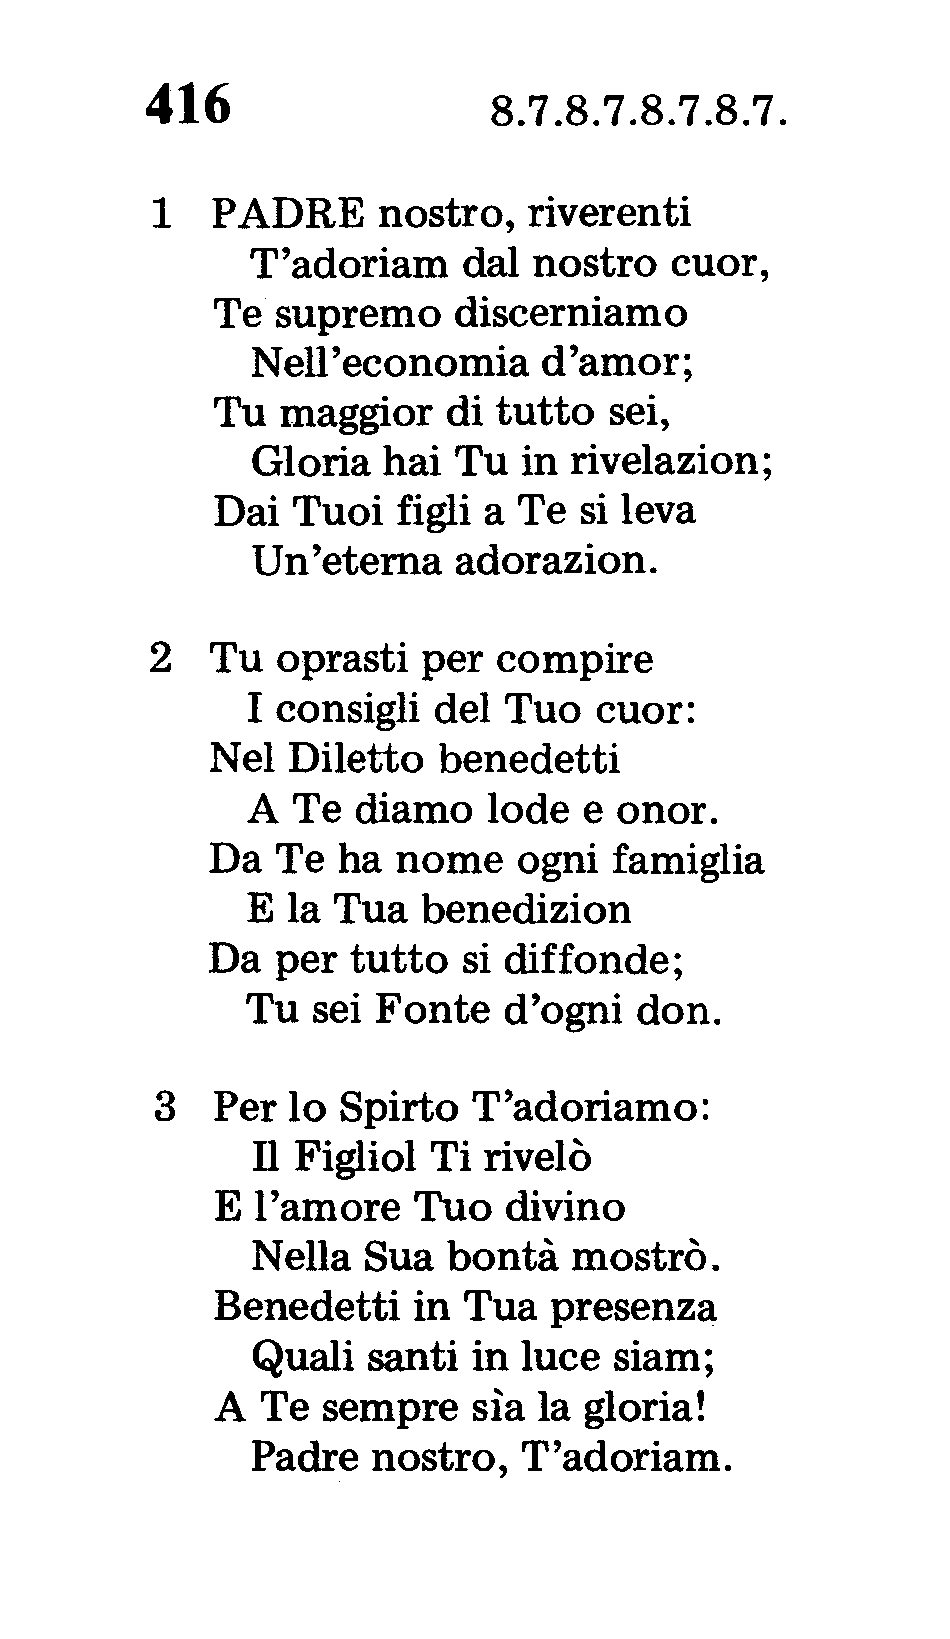 416 8.7.8.7.8.7.8.7.
1 PADRE nostro, riverenti
T’adoriam dal nostro cuor,
Te supremo discerniamo
Nell’economia d’amor;
Tu maggior di tutto sei,
Gloria hai Tu in rivelazion;
Dai Tuoi figli a Te si leva
Un’eterna adorazion.
2 Tu oprasti per compire
I consigli del Tuo cuor:
Nel Diletto benedetti
A Te diamo lode e onor.
Da Te ha nome ogni famiglia
E la Tua benedizion
Da per tutto si diffonde;
Tu sei Fonte d’ogni don.
3 Per lo Spirto T’adoriamo:
Il Figliol Ti rivelò
E l’amore Tuo divino
Nella Sua bontà mostrò.
Benedetti in Tua presenza
Quali santi in luce siam;
A Te sempre sìa la gloria!
Padre nostro, T’adoriam.